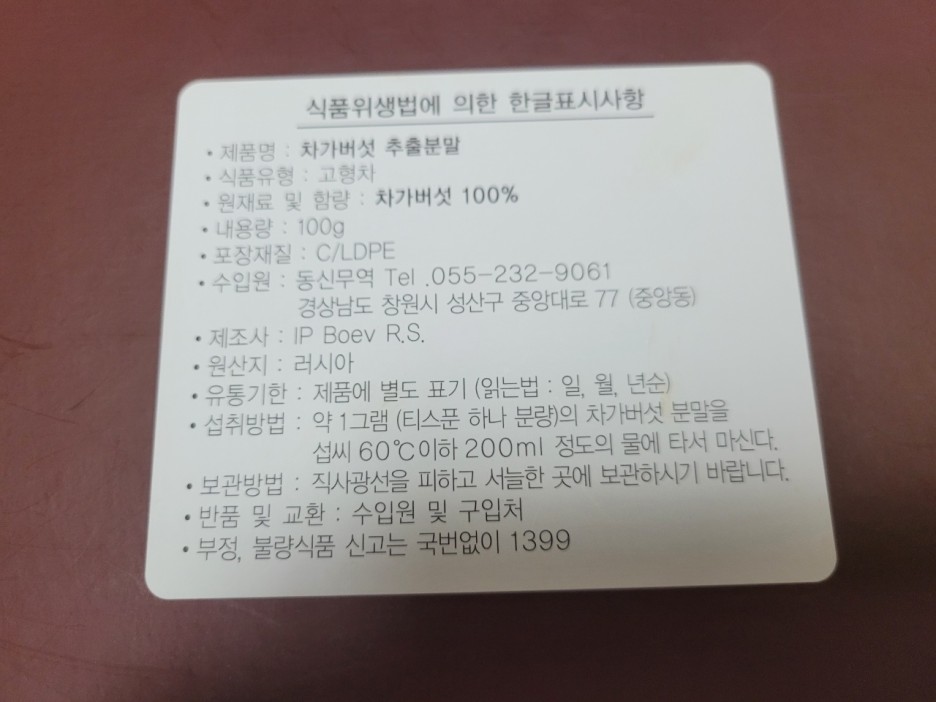 식품위생법에 의한 한글표시사항
• 제품명 : 차가버섯 추출분말
• 식품유형 : 고형차
• 원재료 및 함량 : 차가버섯 100%
• 내용량 : 100g
• 포장재질 : C/LDPE
• 수입원 : 동신무역 Tel .055-232-9061
경상남도 창원시 성산구 중앙대로 77 (중앙동)
• 제조사 : IP Boev R.S.
• 원산지 : 러시아
• 유통기한 : 제품에 별도 표기 (읽는법 : 일, 월, 년순)
• 섭취방법 : 약 1그램 (티스푼 하나 분량)의 차가버섯 분말을
섭씨 60℃이하 200ml 정도의 물에 타서 마신다.
• 보관방법 : 직사광선을 피하고 서늘한 곳에 보관하시기 바랍니다.
• 반품 및 교환 : 수입원 및 구입처
• 부정, 불량식품 신고는 국번없이 1399